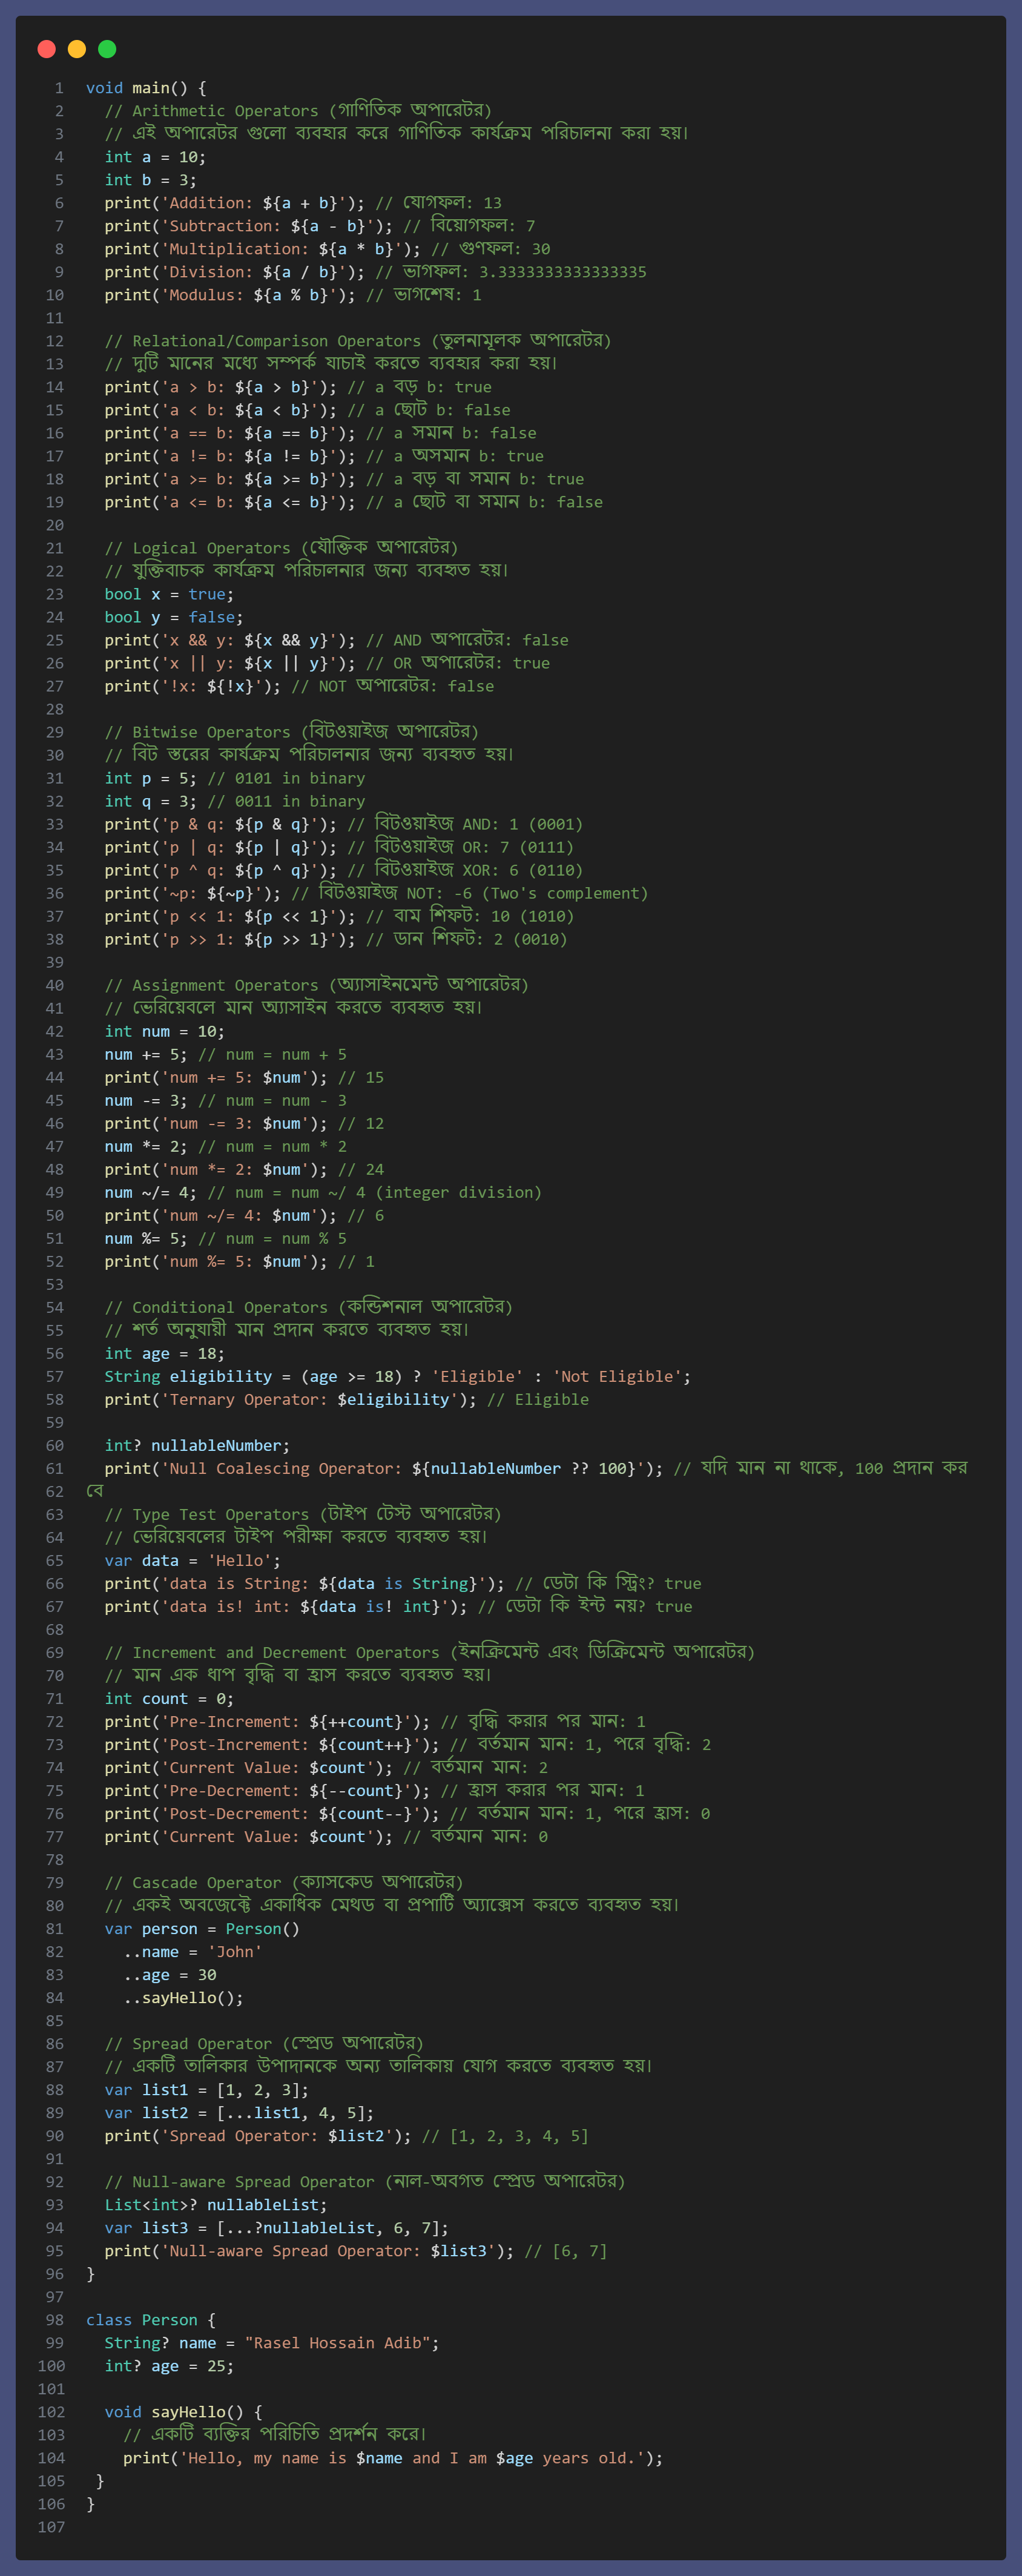 1 void main() {
2 // Arithmetic Operators (গাণিতিক অপারেটর)
3 // এই অপারেটর গুলো ব্যবহার করে গাণিতিক কার্যক্রম পরিচালনা করা হয়।
4 int a = 10;
5 int b = 3;
6 print('Addition: ${a + b}'); // যোগফল: 13
7 print('Subtraction: ${a - b}'); // বিয়োগফল: 7
8 print('Multiplication: ${a * b}'); // গুণফল: 30
9 print('Division: ${a / b}'); // ভাগফল: 3.3333333333333335
10 print('Modulus: ${a % b}'); // ভাগশেষ: 1
11
12 // Relational/Comparison Operators (তুলনামূলক অপারেটর)
13 // দুটি মানের মধ্যে সম্পর্ক যাচাই করতে ব্যবহার করা হয়।
14 print('a > b: ${a > b}'); // a বড় b: true
15 print('a < b: ${a < b}'); // a ছোট b: false
16 print('a == b: ${a == b}'); // a সমান b: false
17 print('a != b: ${a != b}'); // a অসমান b: true
18 print('a >= b: ${a >= b}'); // a বড় বা সমান b: true
19 print('a <= b: ${a <= b}'); // a ছোট বা সমান b: false
20
21 // Logical Operators (যৌক্তিক অপারেটর)
22 // যুক্তিবাচক কার্যক্রম পরিচালনার জন্য ব্যবহৃত হয়।
23 bool x = true;
24 bool y = false;
25 print('x && y: ${x && y}'); // AND অপারেটর: false
26 print('x || y: ${x || y}'); // OR অপারেটর: true
27 print('!x: ${!x}'); // NOT অপারেটর: false
28
29 // Bitwise Operators (বিটওয়াইজ অপারেটর)
30 // বিট স্তরের কার্যক্রম পরিচালনার জন্য ব্যবহৃত হয়।
31 int p = 5; // 0101 in binary
32 int q = 3; // 0011 in binary
33 print('p & q: ${p & q}'); // বিটওয়াইজ AND: 1 (0001)
34 print('p | q: ${p | q}'); // বিটওয়াইজ OR: 7 (0111)
35 print('p ^ q: ${p ^ q}'); // বিটওয়াইজ XOR: 6 (0110)
36 print('~p: ${~p}'); // বিটওয়াইজ NOT: -6 (Two's complement)
37 print('p << 1: ${p << 1}'); // বাম শিফট: 10 (1010)
38 print('p >> 1: ${p >> 1}'); // ডান শিফট: 2 (0010)
39
40 // Assignment Operators (অ্যাসাইনমেন্ট অপারেটর)
41 // ভেরিয়েবলে মান অ্যাসাইন করতে ব্যবহৃত হয়।
42 int num = 10;
43 num += 5; // num = num + 5
44 print('num += 5: $num'); // 15
45 num -= 3; // num = num - 3
46 print('num -= 3: $num'); // 12
47 num *= 2; // num = num * 2
48 print('num *= 2: $num'); // 24
49 num ~/= 4; // num = num ~/ 4 (integer division)
50 print('num ~/= 4: $num'); // 6
51 num %= 5; // num = num % 5
52 print('num %= 5: $num'); // 1
53
54 // Conditional Operators (কন্ডিশনাল অপারেটর)
55 // শর্ত অনুযায়ী মান প্রদান করতে ব্যবহৃত হয়।
56 int age = 18;
57 String eligibility = (age >= 18) ? 'Eligible' : 'Not Eligible';
58 print('Ternary Operator: $eligibility'); // Eligible
59
60 int? nullableNumber;
61 print('Null Coalescing Operator: ${nullableNumber ?? 100}'); // যদি মান না থাকে, 100 প্রদান কর
62 বে
63 // Type Test Operators (টাইপ টেস্ট অপারেটর)
64 // ভেরিয়েবলের টাইপ পরীক্ষা করতে ব্যবহৃত হয়।
65 var data = 'Hello';
66 print('data is String: ${data is String}'); // ডেটা কি স্ট্রিং? true
67 print('data is! int: ${data is! int}'); // ডেটা কি ইন্ট নয়? true
68
69 // Increment and Decrement Operators (ইনক্রিমেন্ট এবং ডিক্রিমেন্ট অপারেটর)
70 // মান এক ধাপ বৃদ্ধি বা হ্রাস করতে ব্যবহৃত হয়।
71 int count = 0;
72 print('Pre-Increment: ${++count}'); // বৃদ্ধি করার পর মান: 1
73 print('Post-Increment: ${count++}'); // বর্তমান মান: 1, পরে বৃদ্ধি: 2
74 print('Current Value: $count'); // বর্তমান মান: 2
75 print('Pre-Decrement: ${--count}'); // হ্রাস করার পর মান: 1
76 print('Post-Decrement: ${count--}'); // বর্তমান মান: 1, পরে হ্রাস: 0
77 print('Current Value: $count'); // বর্তমান মান: 0
78
79 // Cascade Operator (ক্যাসকেড অপারেটর)
80 // একই অবজেক্টে একাধিক মেথড বা প্রপার্টি অ্যাক্সেস করতে ব্যবহৃত হয়।
81 var person = Person()
82 ..name = 'John'
83 ..age = 30
84 ..sayHello();
85
86 // Spread Operator (স্প্রেড অপারেটর)
87 // একটি তালিকার উপাদানকে অন্য তালিকায় যোগ করতে ব্যবহৃত হয়।
88 var list1 = [1, 2, 3];
89 var list2 = [...list1, 4, 5];
90 print('Spread Operator: $list2'); // [1, 2, 3, 4, 5]
91
92 // Null-aware Spread Operator (নাল-অবগত স্প্রেড অপারেটর)
93 List<int>? nullableList;
94 var list3 = [...?nullableList, 6, 7];
95 print('Null-aware Spread Operator: $list3'); // [6, 7]
96 }
97
98 class Person {
99 String? name = "Rasel Hossain Adib";
100 int? age = 25;
101
102 void sayHello() {
103 // একটি ব্যক্তির পরিচিতি প্রদর্শন করে।
104 print('Hello, my name is $name and I am $age years old.');
105 }
106 }
107